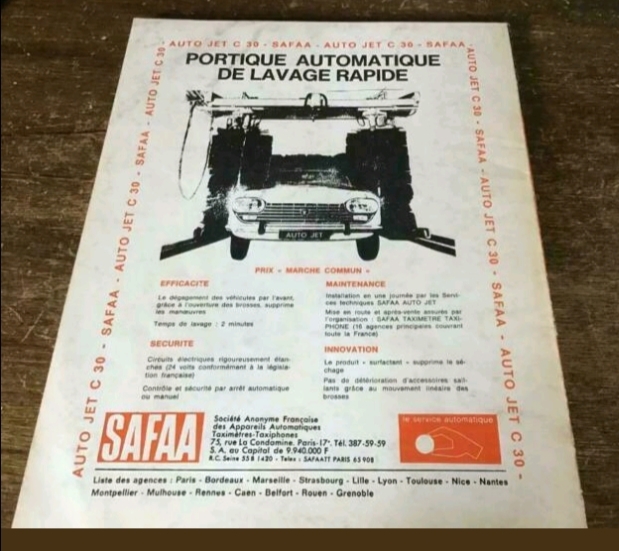 AUTO JET C 30 - SAFAA - AUTO JET C 30 - SAFAA -
AUTO JET C 30 - SAFAA - AUTO JET C 30 - SAFAA - AUTO JET C 30 -
AUTO JET C 30 - SAFAA - AUTO JET C 30 - SAFAA - AUTO JET C 30 -
PORTIQUE AUTOMATIQUE
DE LAVAGE RAPIDE
AUTO JET
PRIX « MARCHE COMMUN »
EFFICACITE
Le dégagement des véhicules par l'avant,
grâce à l'ouverture des brosses, supprime
les manœuvres
Temps de lavage : 2 minutes
SECURITE
Circuits électriques rigoureusement étan-
ches (24 volts conformément à la législa-
tion française)
Contrôle et sécurité par arrêt automatique
ou manuel
MAINTENANCE
Installation en une journée par les Servi-
ces techniques SAFAA AUTO JET
Mise en route et après-vente assurés par
l'organisation : SAFAA TAXIMETRE TAXI-
PHONE (16 agences principales couvrant
toute la France)
INNOVATION
Le produit « surfactant » supprime le sé-
chage
Pas de détérioration d'accessoires sail-
lants grâce au mouvement linéaire des
brosses
SAFAA
Société Anonyme Française
des Appareils Automatiques
Taximètres-Taxiphones
75, rue La Condamine. Paris-17e. Tél. 387-59-59
S. A. au Capital de 9.940.000 F
R.C. Seine 55 B 1420 - Telex : SAFAATT PARIS 65 908
le service automatique
Liste des agences : Paris - Bordeaux - Marseille - Strasbourg - Lille - Lyon - Toulouse - Nice - Nantes
Montpellier - Mulhouse - Rennes - Caen - Belfort - Rouen - Grenoble